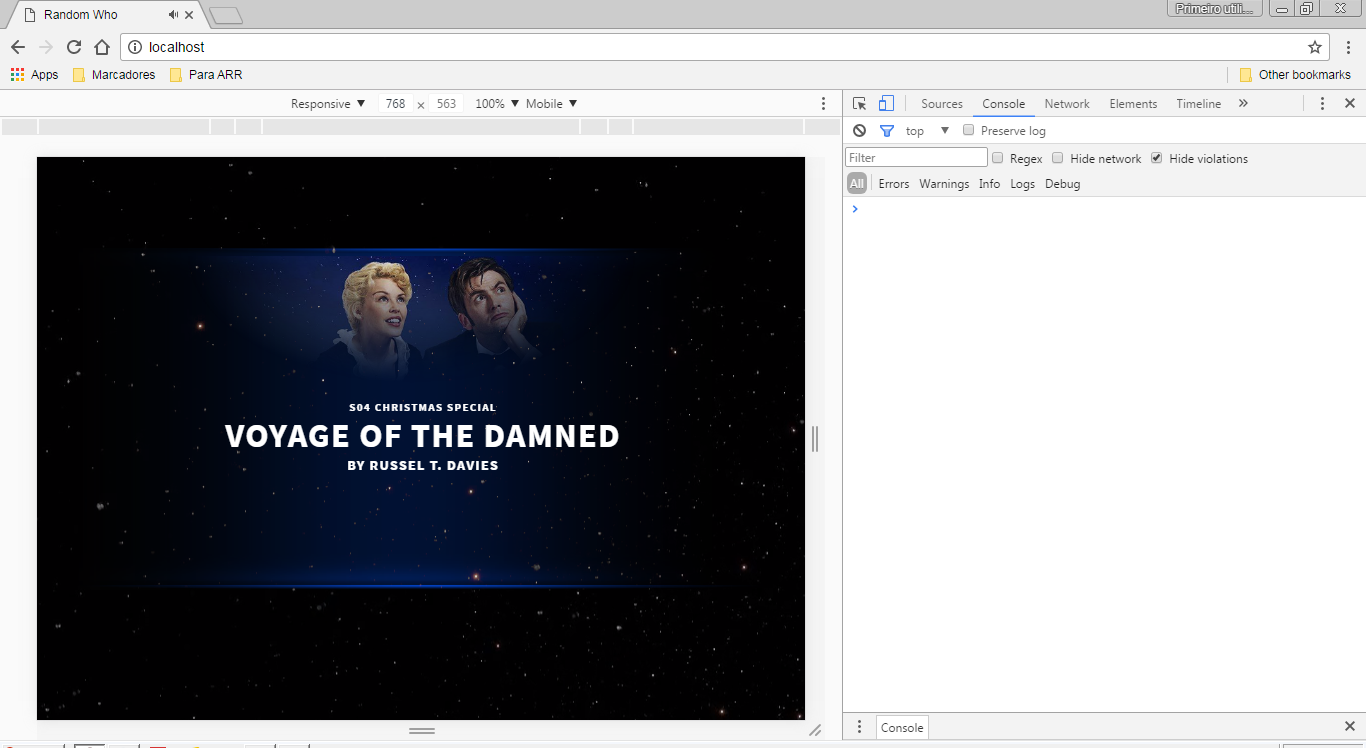 Random Who
Primeiro utili...
localhost
Apps Marcadores Para ARR Other bookmarks
Responsive ▼ 768 x 563 100% ▼ Mobile ▼
Sources Console Network Elements Timeline »
top ▼ Preserve log
Filter Regex Hide network Hide violations
All Errors Warnings Info Logs Debug
S04 CHRISTMAS SPECIAL
VOYAGE OF THE DAMNED
BY RUSSEL T. DAVIES
Console